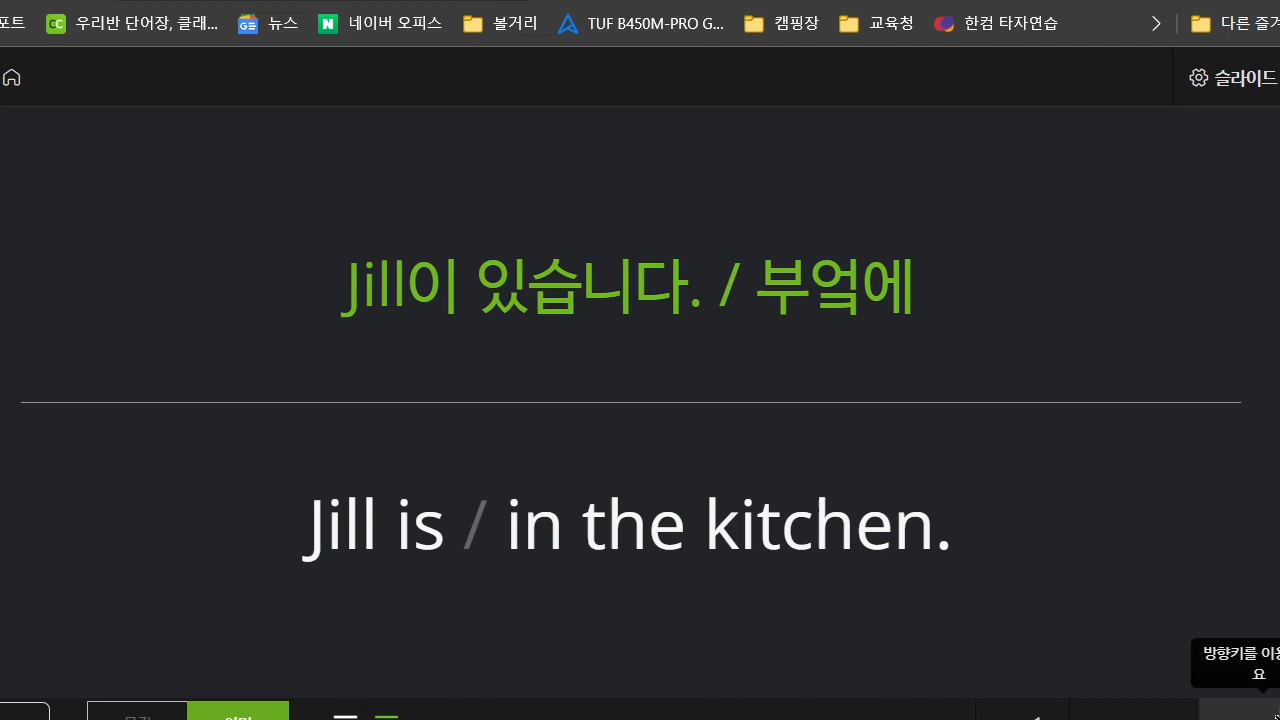 포트 우리반 단어장, 클래... 뉴스 네이버 오피스 볼거리 TUF B450M-PRO G... 캠핑장 교육청 한컴 타자연습 다른 즐겨
슬라이드
Jill이 있습니다. / 부엌에
Jill is / in the kitchen.
방향키를 이용
요